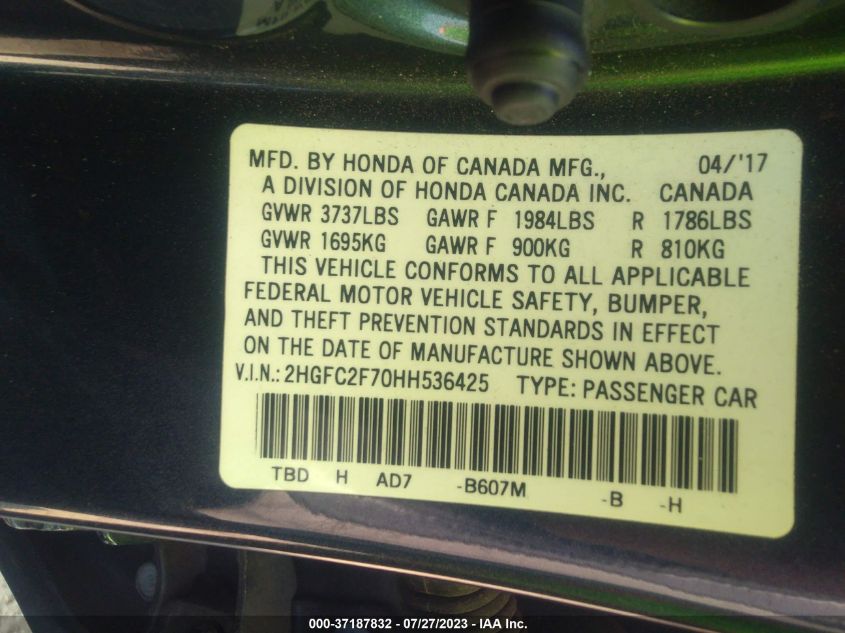 MFD. BY HONDA OF CANADA MFG., 04/'17
A DIVISION OF HONDA CANADA INC. CANADA
GVWR 3737LBS GAWR F 1984LBS R 1786LBS
GVWR 1695KG GAWR F 900KG R 810KG
THIS VEHICLE CONFORMS TO ALL APPLICABLE
FEDERAL MOTOR VEHICLE SAFETY, BUMPER,
AND THEFT PREVENTION STANDARDS IN EFFECT
ON THE DATE OF MANUFACTURE SHOWN ABOVE.
V.I.N.: 2HGFC2F70HH536425 TYPE: PASSENGER CAR
TBD H AD7 -B607M -B -H
000-37187832 / 07/27/2023 - IAA Inc.